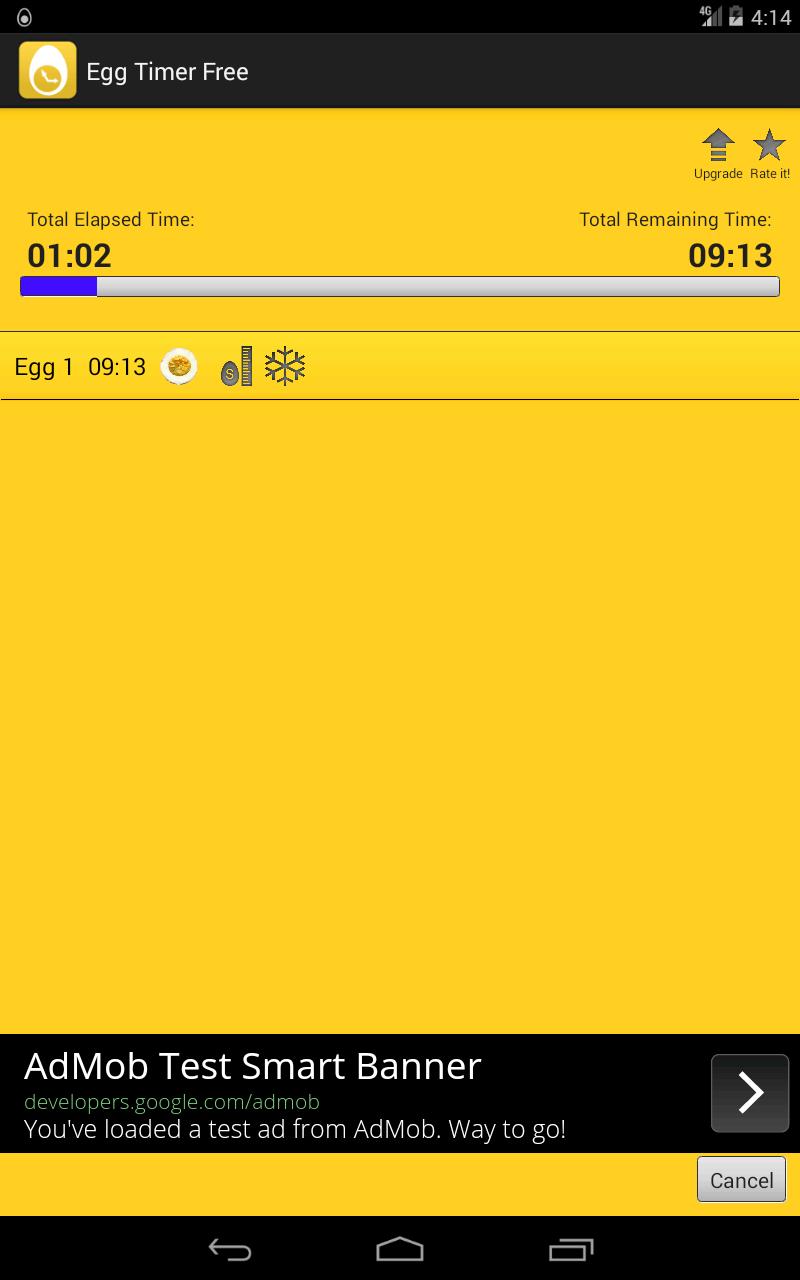 4G 4:14
Egg Timer Free
Upgrade Rate it!
Total Elapsed Time: Total Remaining Time:
01:02 09:13
Egg 1 09:13 S
AdMob Test Smart Banner
developers.google.com/admob
You've loaded a test ad from AdMob. Way to go!
Cancel